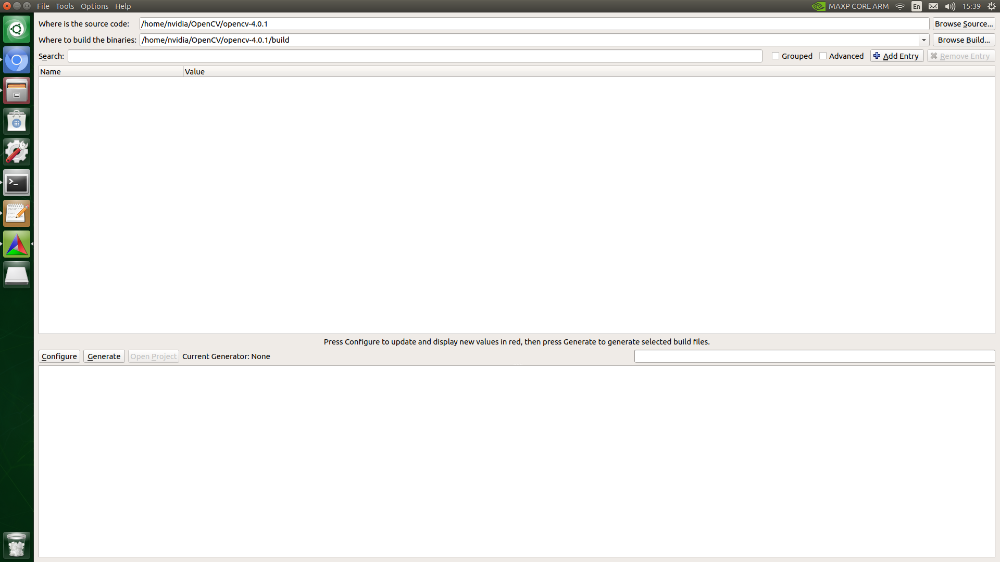 File Tools Options Help MAXP CORE ARM En 15:39
Where is the source code: /home/nvidia/OpenCV/opencv-4.0.1 Browse Source...
Where to build the binaries: /home/nvidia/OpenCV/opencv-4.0.1/build Browse Build...
Search: Grouped Advanced Add Entry Remove Entry
Name Value
Press Configure to update and display new values in red, then press Generate to generate selected build files.
Configure Generate Open Project Current Generator: None